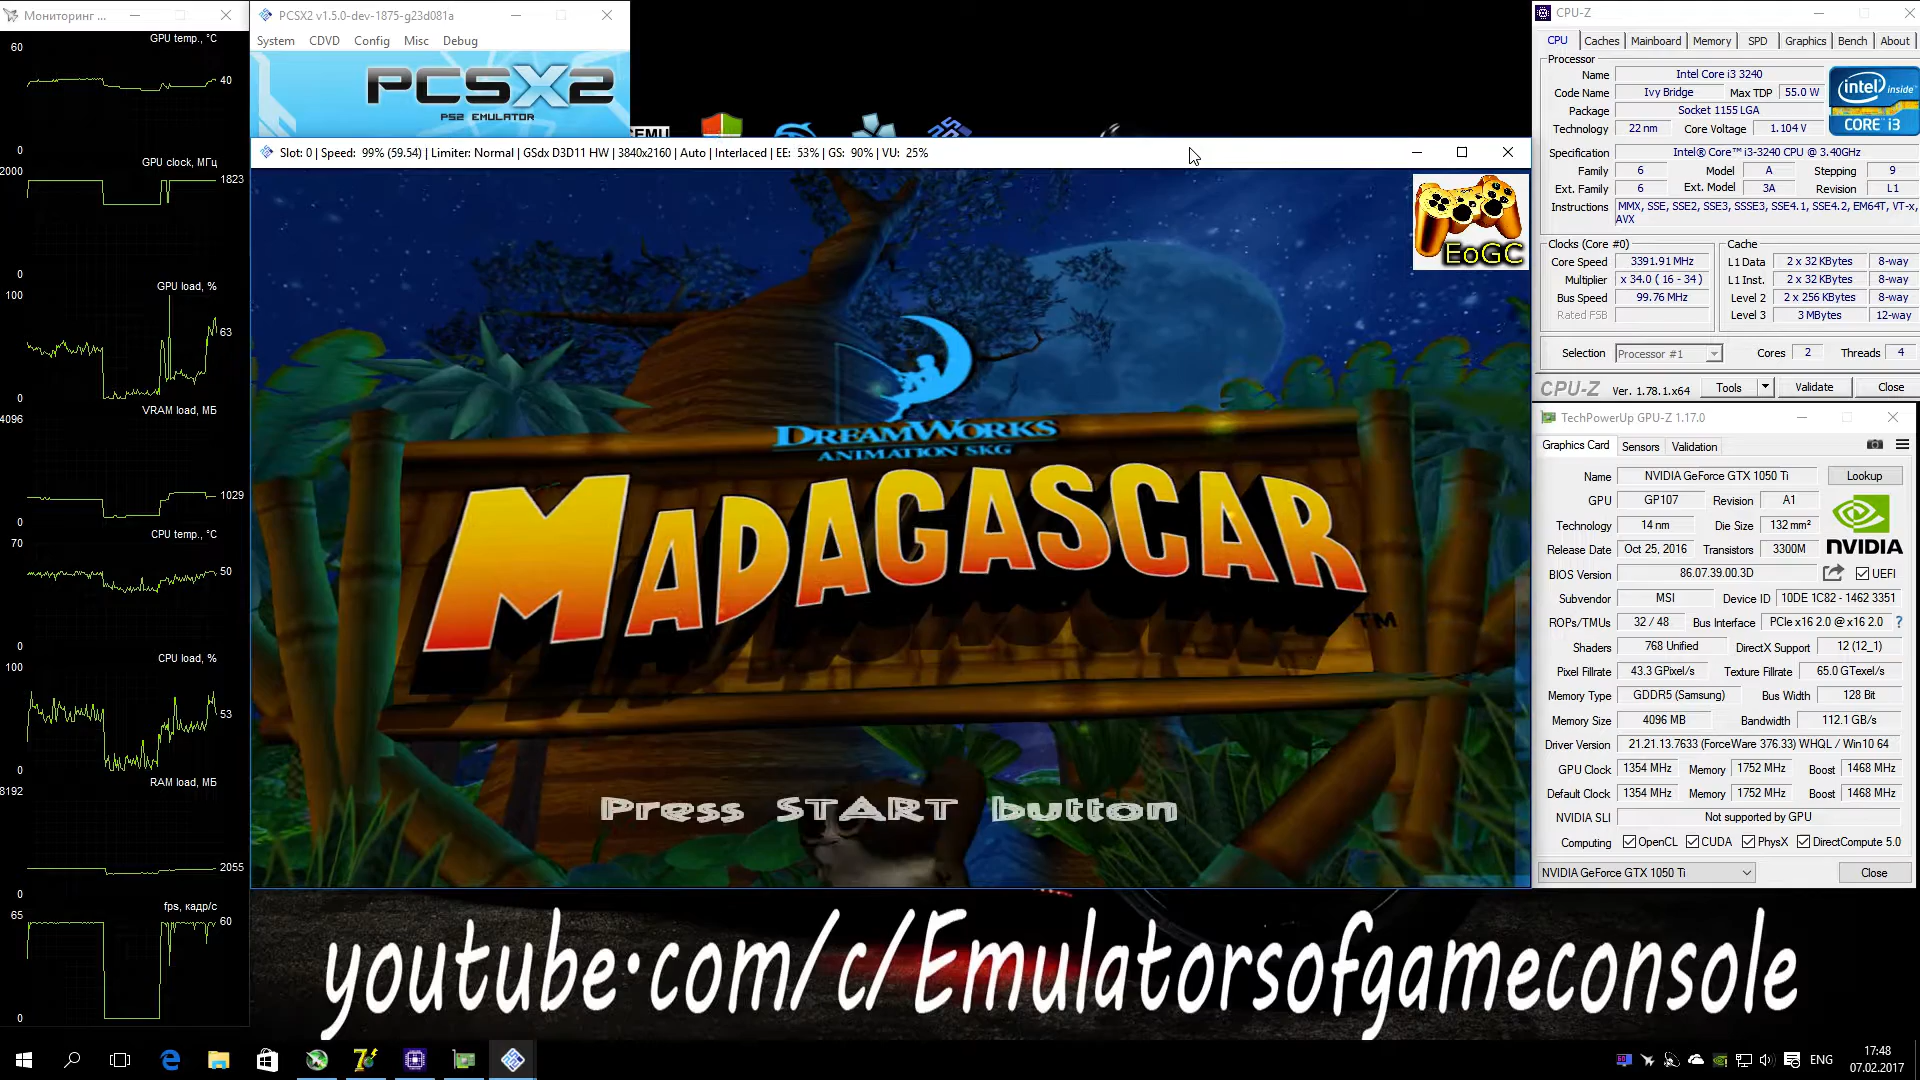 Мониторинг ...
GPU temp., °C
60
40
0
GPU clock, МГц
2000
1823
0
GPU load, %
100
63
0
VRAM load, МБ
4096
1029
0
CPU temp., °C
70
50
0
CPU load, %
100
53
0
RAM load, МБ
8192
2055
0
fps, кадр/с
65
60
0
PCSX2 v1.5.0-dev-1875-g23d081a
System CDVD Config Misc Debug
PCSX2
PS2 EMULATOR
CEMU
Slot: 0 | Speed: 99% (59.54) | Limiter: Normal | GSdx D3D11 HW | 3840x2160 | Auto | Interlaced | EE: 53% | GS: 90% | VU: 25%
EoGC
DREAMWORKS
ANIMATION SKG
MADAGASCAR
TM
Press START button
CPU-Z
CPU Caches Mainboard Memory SPD Graphics Bench About
Processor
Name Intel Core i3 3240
Code Name Ivy Bridge Max TDP 55.0 W
Package Socket 1155 LGA
Technology 22 nm Core Voltage 1.104 V
intel inside™
CORE i3
Specification Intel® Core™ i3-3240 CPU @ 3.40GHz
Family 6 Model A Stepping 9
Ext. Family 6 Ext. Model 3A Revision L1
Instructions MMX, SSE, SSE2, SSE3, SSSE3, SSE4.1, SSE4.2, EM64T, VT-x,
AVX
Clocks (Core #0)
Core Speed 3391.91 MHz
Multiplier x 34.0 ( 16 - 34 )
Bus Speed 99.76 MHz
Rated FSB
Cache
L1 Data 2 x 32 KBytes 8-way
L1 Inst. 2 x 32 KBytes 8-way
Level 2 2 x 256 KBytes 8-way
Level 3 3 MBytes 12-way
Selection Processor #1 Cores 2 Threads 4
CPU-Z Ver. 1.78.1.x64 Tools Validate Close
TechPowerUp GPU-Z 1.17.0
Graphics Card Sensors Validation
Name NVIDIA GeForce GTX 1050 Ti Lookup
GPU GP107 Revision A1
Technology 14 nm Die Size 132 mm²
Release Date Oct 25, 2016 Transistors 3300M
NVIDIA
BIOS Version 86.07.39.00.3D UEFI
Subvendor MSI Device ID 10DE 1C82 - 1462 3351
ROPs/TMUs 32 / 48 Bus Interface PCIe x16 2.0 @ x16 2.0 ?
Shaders 768 Unified DirectX Support 12 (12_1)
Pixel Fillrate 43.3 GPixel/s Texture Fillrate 65.0 GTexel/s
Memory Type GDDR5 (Samsung) Bus Width 128 Bit
Memory Size 4096 MB Bandwidth 112.1 GB/s
Driver Version 21.21.13.7633 (ForceWare 376.33) WHQL / Win10 64
GPU Clock 1354 MHz Memory 1752 MHz Boost 1468 MHz
Default Clock 1354 MHz Memory 1752 MHz Boost 1468 MHz
NVIDIA SLI Not supported by GPU
Computing OpenCL CUDA PhysX DirectCompute 5.0
NVIDIA GeForce GTX 1050 Ti Close
youtube.com/c/Emulatorsofgameconsole
ENG
17:48
07.02.2017